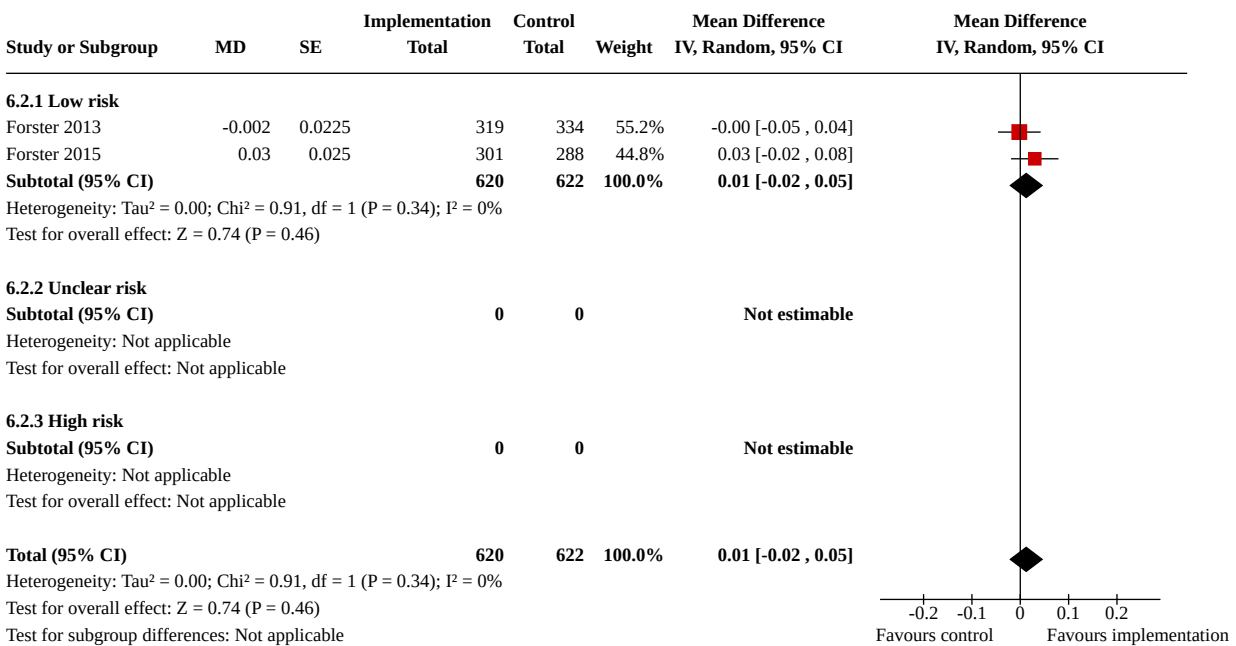 Implementation Control Mean Difference Mean Difference
Study or Subgroup MD SE Total Total Weight IV, Random, 95% CI IV, Random, 95% CI
6.2.1 Low risk
Forster 2013 -0.002 0.0225 319 334 55.2% -0.00 [-0.05 , 0.04]
Forster 2015 0.03 0.025 301 288 44.8% 0.03 [-0.02 , 0.08]
Subtotal (95% CI) 620 622 100.0% 0.01 [-0.02 , 0.05]
Heterogeneity: Tau² = 0.00; Chi² = 0.91, df = 1 (P = 0.34); I² = 0%
Test for overall effect: Z = 0.74 (P = 0.46)
6.2.2 Unclear risk
Subtotal (95% CI) 0 0 Not estimable
Heterogeneity: Not applicable
Test for overall effect: Not applicable
6.2.3 High risk
Subtotal (95% CI) 0 0 Not estimable
Heterogeneity: Not applicable
Test for overall effect: Not applicable
Total (95% CI) 620 622 100.0% 0.01 [-0.02 , 0.05]
Heterogeneity: Tau² = 0.00; Chi² = 0.91, df = 1 (P = 0.34); I² = 0%
Test for overall effect: Z = 0.74 (P = 0.46) -0.2 -0.1 0 0.1 0.2
Test for subgroup differences: Not applicable Favours control Favours implementation